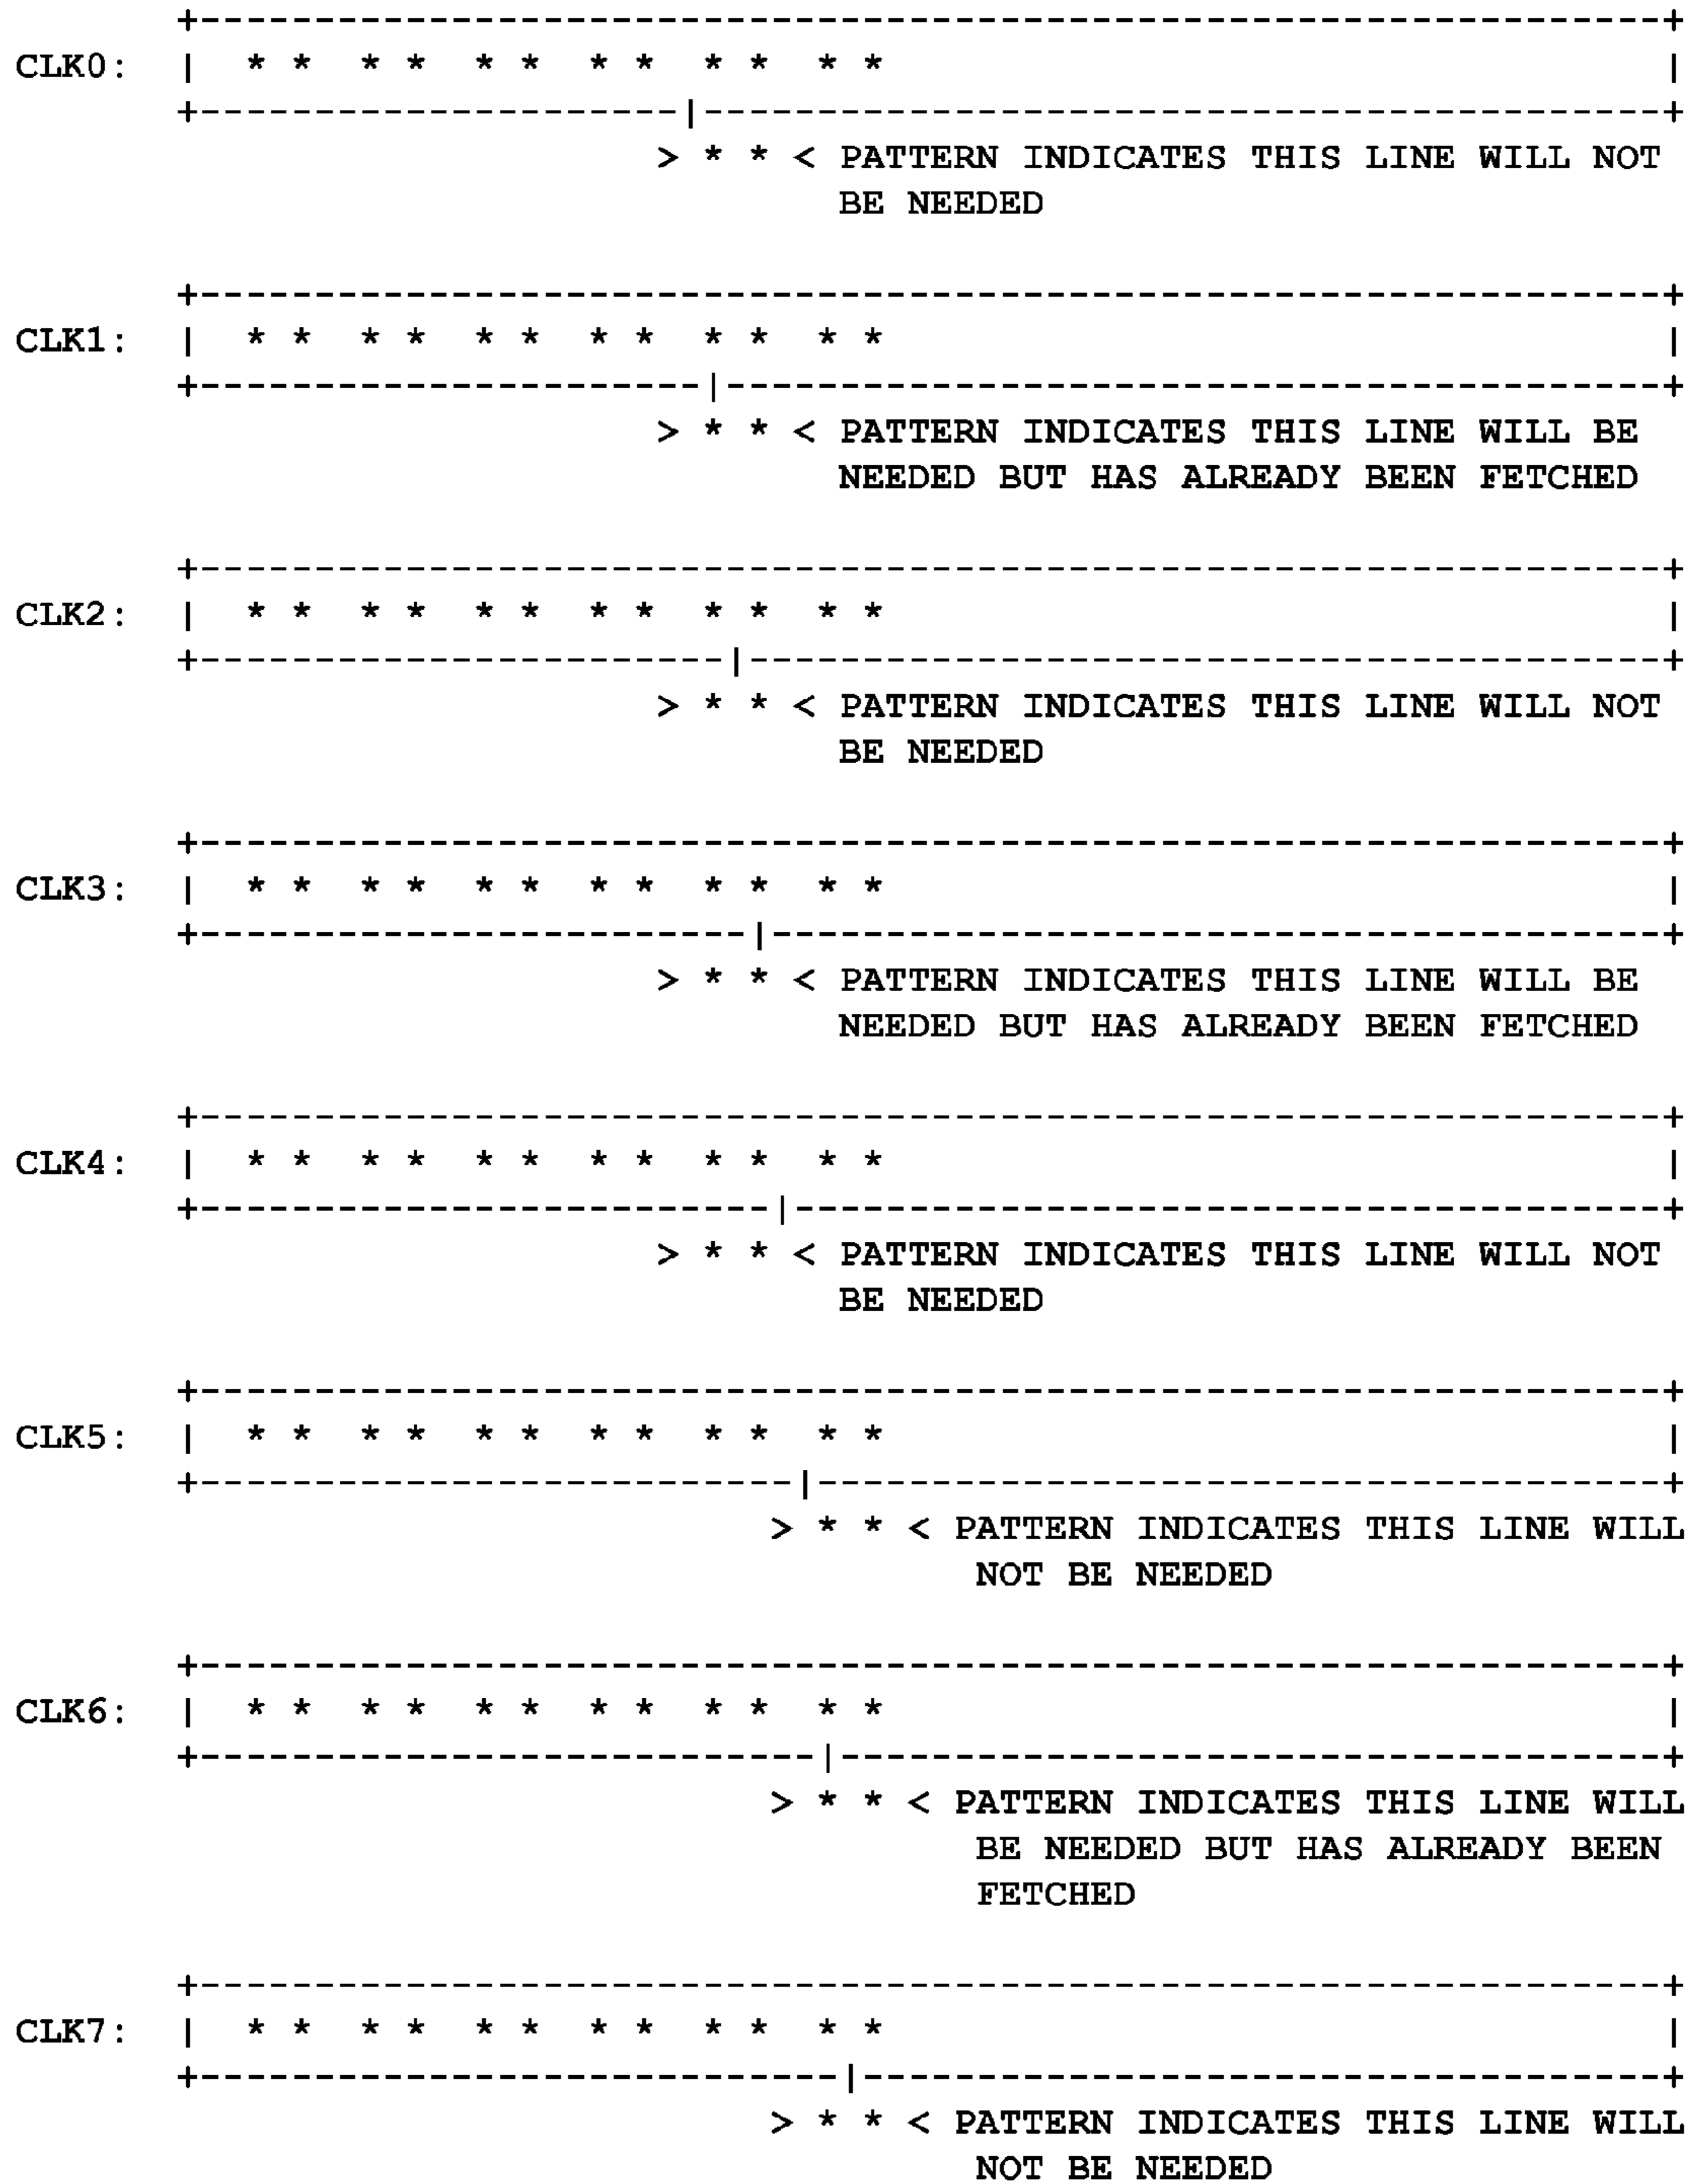 +----------------------------------------------------------------+
CLK0: | * * * * * * * * * * * * |
+---------------------|------------------------------------------+
> * * < PATTERN INDICATES THIS LINE WILL NOT
BE NEEDED
+----------------------------------------------------------------+
CLK1: | * * * * * * * * * * * * |
+----------------------|-----------------------------------------+
> * * < PATTERN INDICATES THIS LINE WILL BE
NEEDED BUT HAS ALREADY BEEN FETCHED
+----------------------------------------------------------------+
CLK2: | * * * * * * * * * * * * |
+-----------------------|----------------------------------------+
> * * < PATTERN INDICATES THIS LINE WILL NOT
BE NEEDED
+----------------------------------------------------------------+
CLK3: | * * * * * * * * * * * * |
+------------------------|---------------------------------------+
> * * < PATTERN INDICATES THIS LINE WILL BE
NEEDED BUT HAS ALREADY BEEN FETCHED
+----------------------------------------------------------------+
CLK4: | * * * * * * * * * * * * |
+-------------------------|--------------------------------------+
> * * < PATTERN INDICATES THIS LINE WILL NOT
BE NEEDED
+----------------------------------------------------------------+
CLK5: | * * * * * * * * * * * * |
+--------------------------|-------------------------------------+
> * * < PATTERN INDICATES THIS LINE WILL
NOT BE NEEDED
+----------------------------------------------------------------+
CLK6: | * * * * * * * * * * * * |
+---------------------------|------------------------------------+
> * * < PATTERN INDICATES THIS LINE WILL
BE NEEDED BUT HAS ALREADY BEEN
FETCHED
+----------------------------------------------------------------+
CLK7: | * * * * * * * * * * * * |
+----------------------------|-----------------------------------+
> * * < PATTERN INDICATES THIS LINE WILL
NOT BE NEEDED